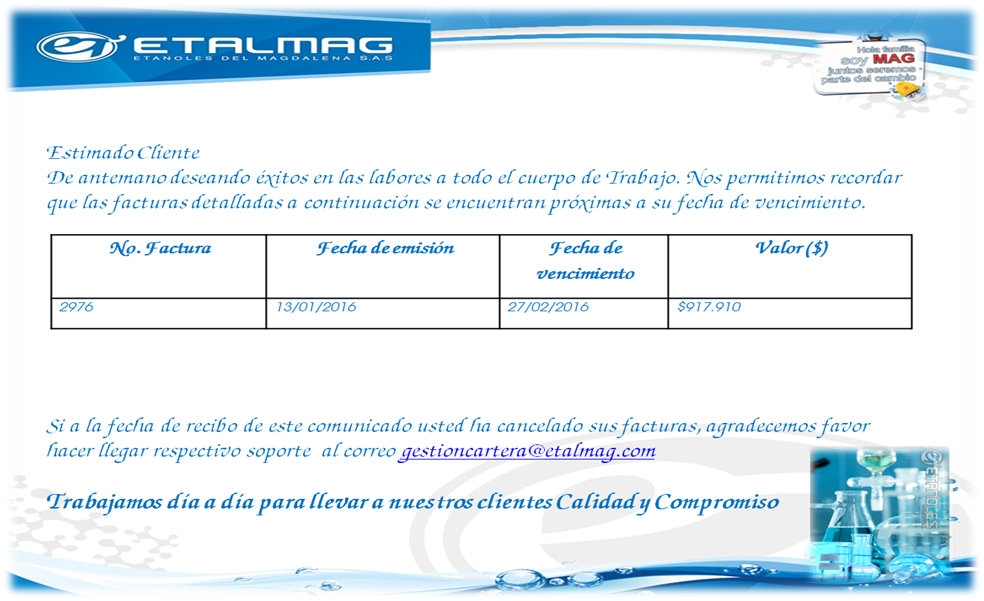 ETALMAG
ETANOLES DEL MAGDALENA S.A.S
Hola familia
soy MAG
juntos seremos
parte del cambio
Estimado Cliente
De antemano deseando éxitos en las labores a todo el cuerpo de Trabajo. Nos permitimos recordar
que las facturas detalladas a continuación se encuentran próximas a su fecha de vencimiento.
No. Factura Fecha de emisión Fecha de vencimiento Valor ($)
2976 13/01/2016 27/02/2016 $917.910
Si a la fecha de recibo de este comunicado usted ha cancelado sus facturas, agradecemos favor
hacer llegar respectivo soporte al correo gestioncartera@etalmag.com
Trabajamos día a día para llevar a nuestros clientes Calidad y Compromiso
ETANOLES